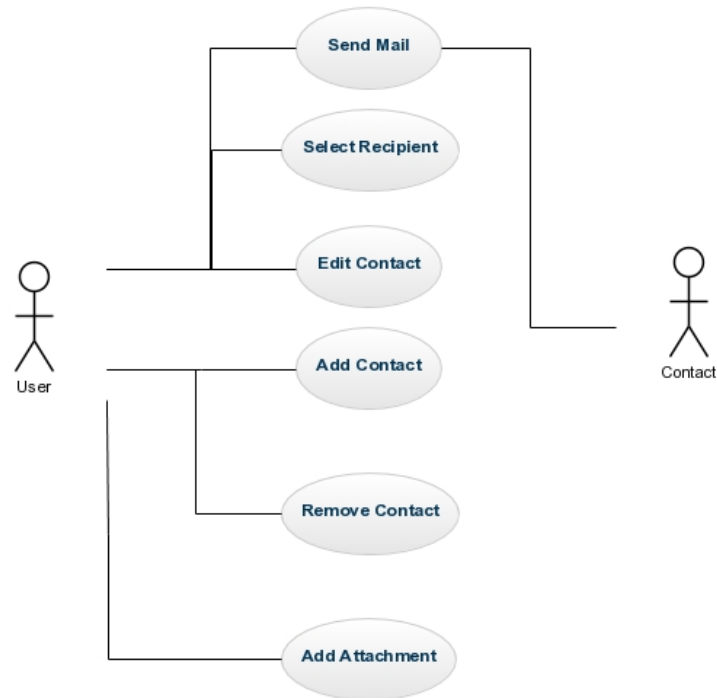 Send Mail
Select Recipient
Edit Contact
Add Contact
User
Contact
Remove Contact
Add Attachment